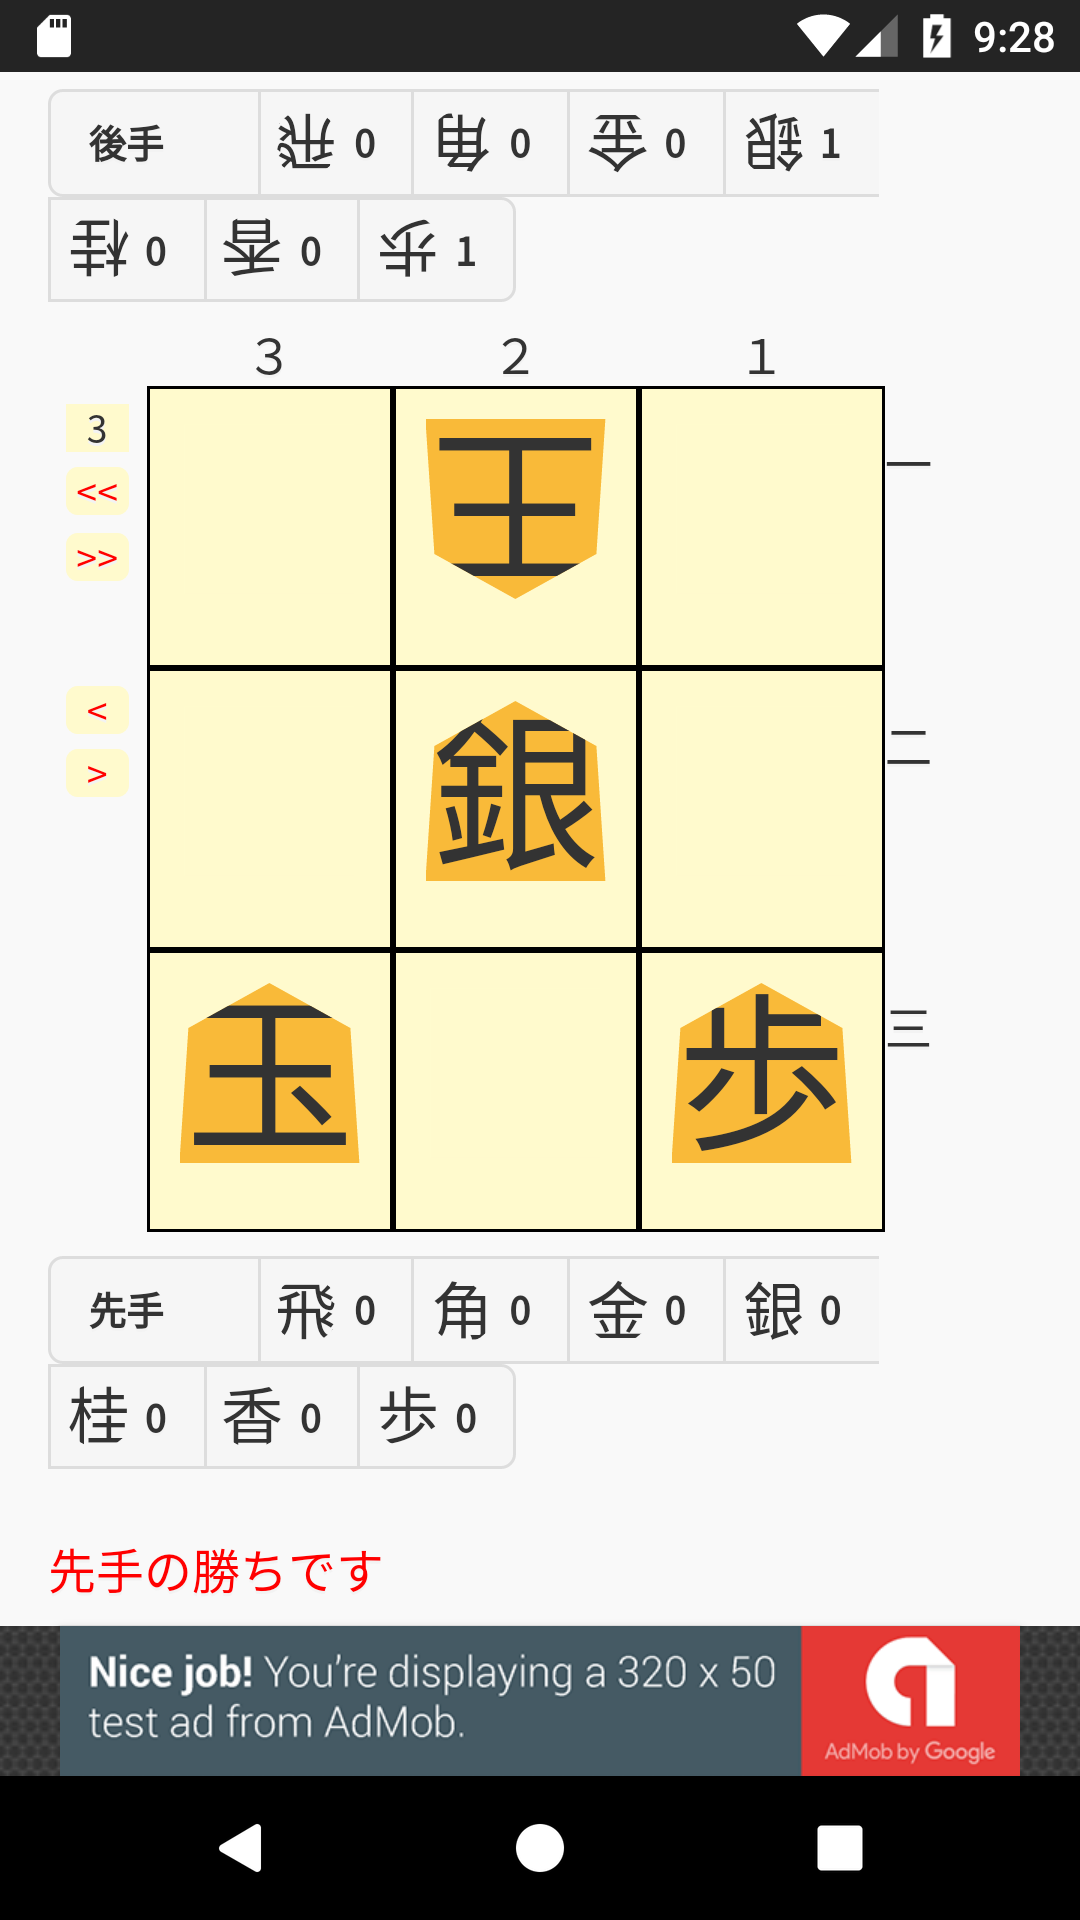 9:28
後手 飛 0 角 0 金 0 銀 1
桂 0 香 0 歩 1
3 2 1
3
<<
>>
王
一
<
>
銀
二
玉 歩
三
先手 飛 0 角 0 金 0 銀 0
桂 0 香 0 歩 0
先手の勝ちです
Nice job! You're displaying a 320 x 50
test ad from AdMob.
AdMob by Google